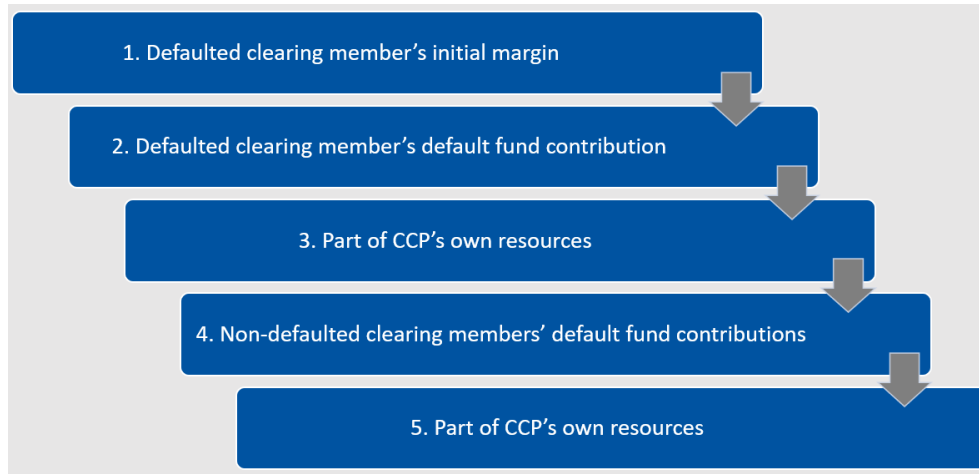 1. Defaulted clearing member’s initial margin
2. Defaulted clearing member’s default fund contribution
3. Part of CCP’s own resources
4. Non-defaulted clearing members’ default fund contributions
5. Part of CCP’s own resources